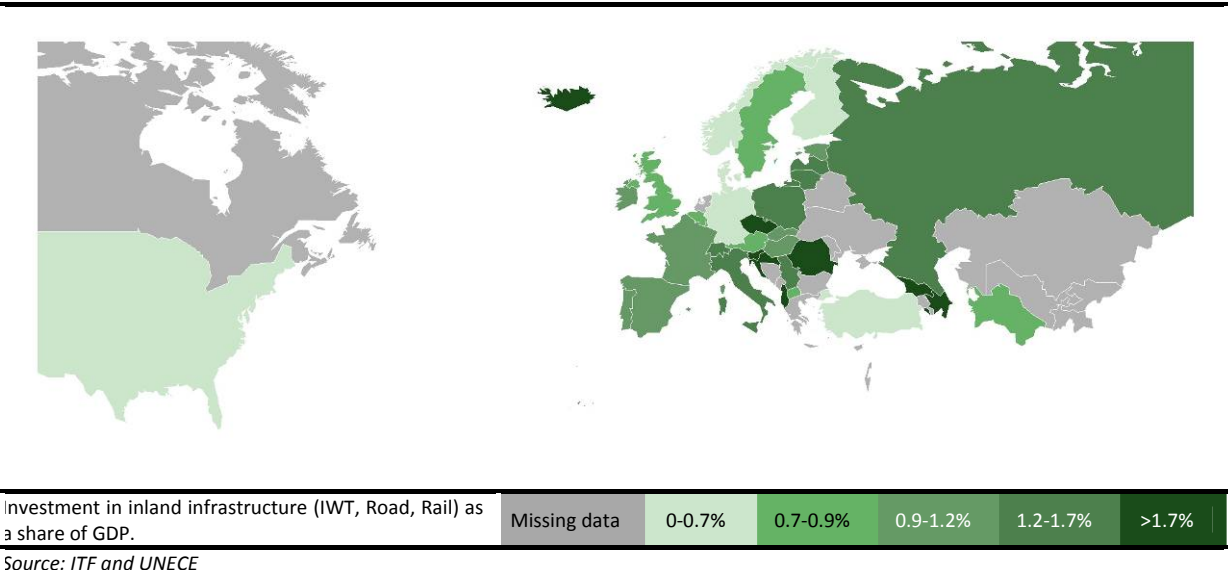 Investment in inland infrastructure (IWT, Road, Rail) as
a share of GDP.
Missing data
0-0.7%
0.7-0.9%
0.9-1.2%
1.2-1.7%
>1.7%
Source: ITF and UNECE